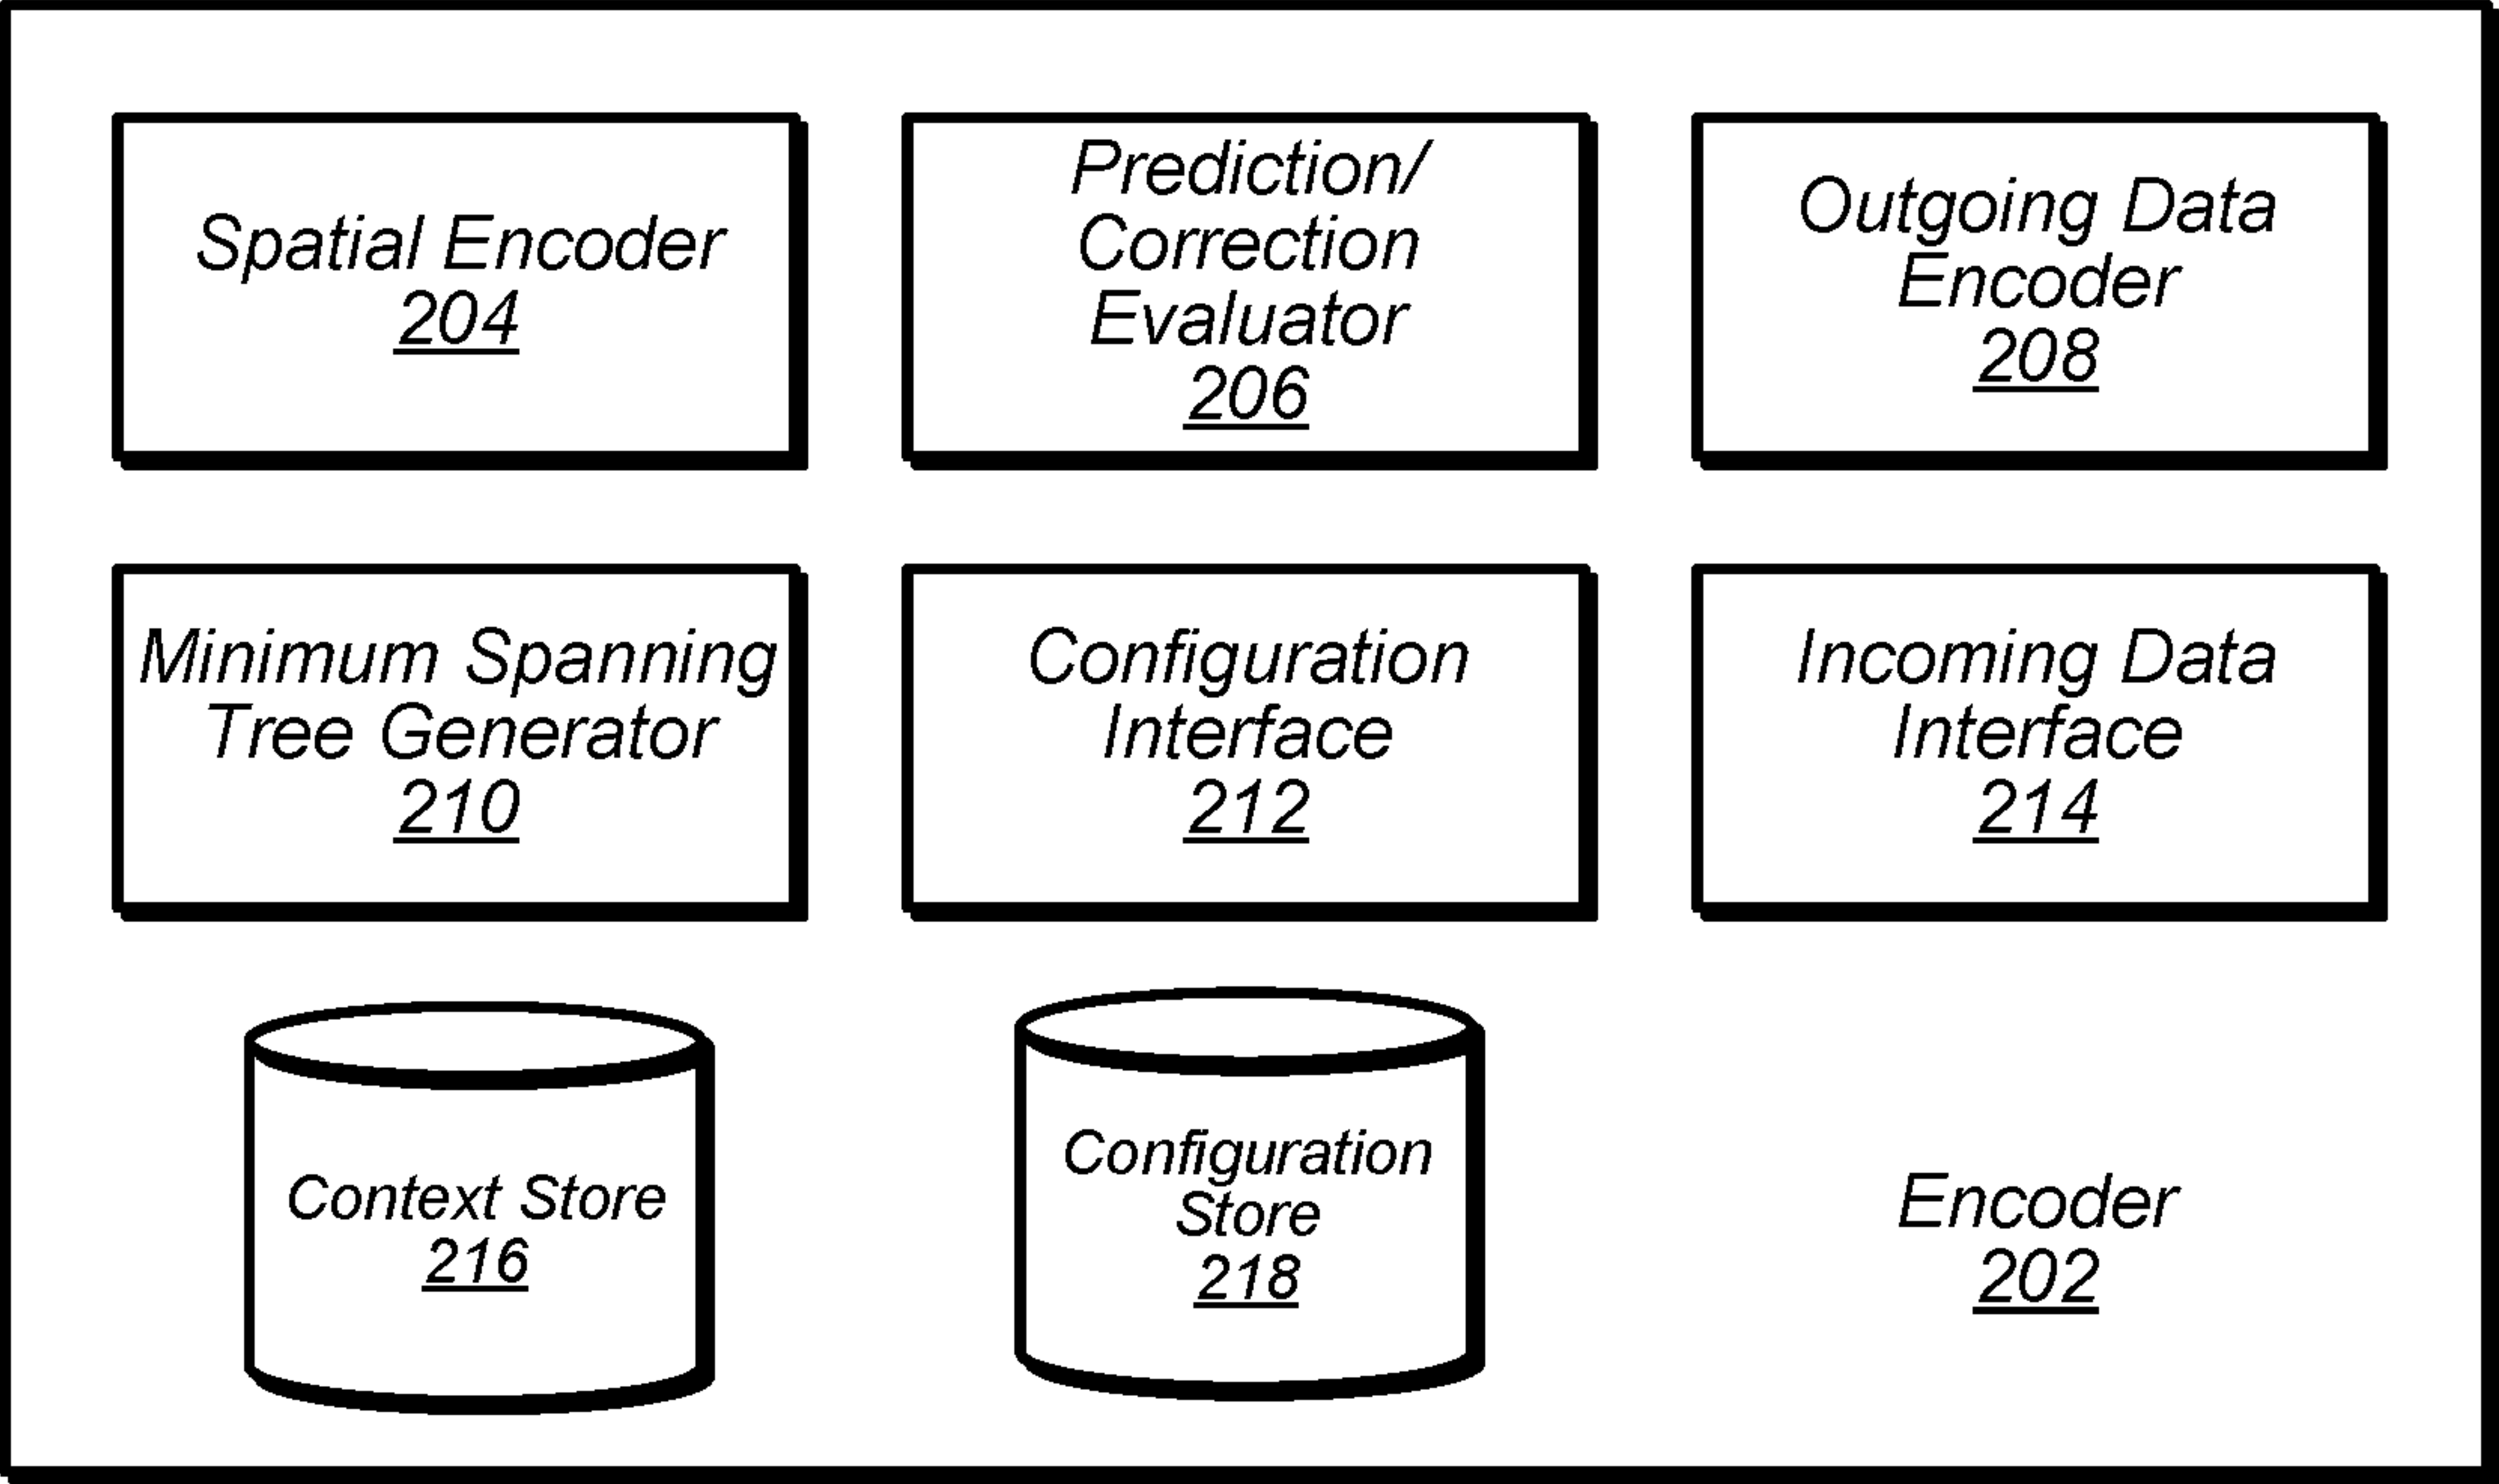 Spatial Encoder
204
Prediction/
Correction
Evaluator
206
Outgoing Data
Encoder
208
Minimum Spanning
Tree Generator
210
Configuration
Interface
212
Incoming Data
Interface
214
Context Store
216
Configuration
Store
218
Encoder
202